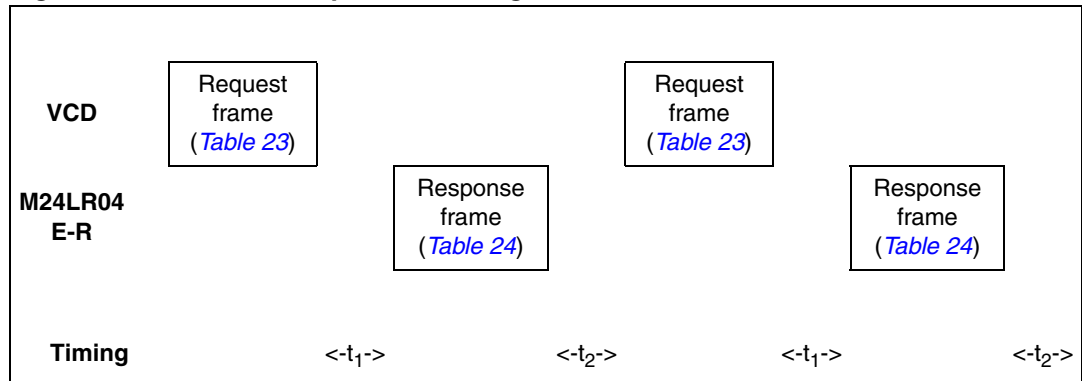 VCD
Request
frame
(Table 23)
Request
frame
(Table 23)
M24LR04
E-R
Response
frame
(Table 24)
Response
frame
(Table 24)
Timing <-t1-> <-t2-> <-t1-> <-t2->